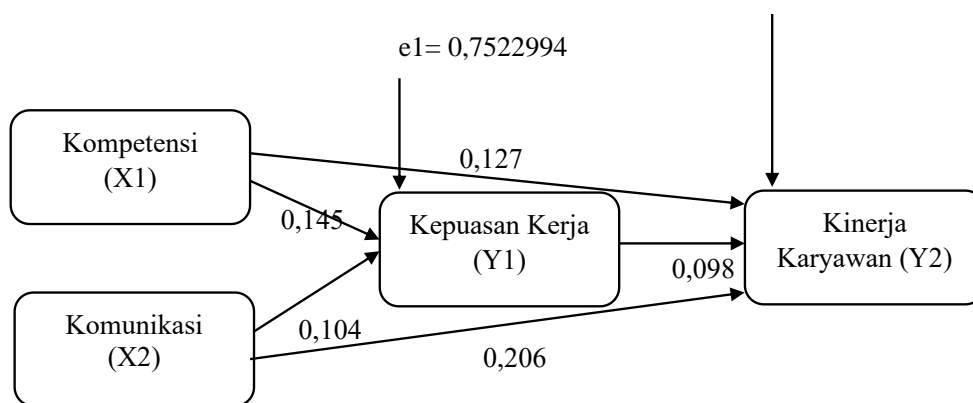 e1= 0,7522994
Kompetensi
(X1)
0,127
0,145
Kepuasan Kerja
(Y1)
Kinerja
Karyawan (Y2)
0,098
Komunikasi
(X2)
0,104
0,206